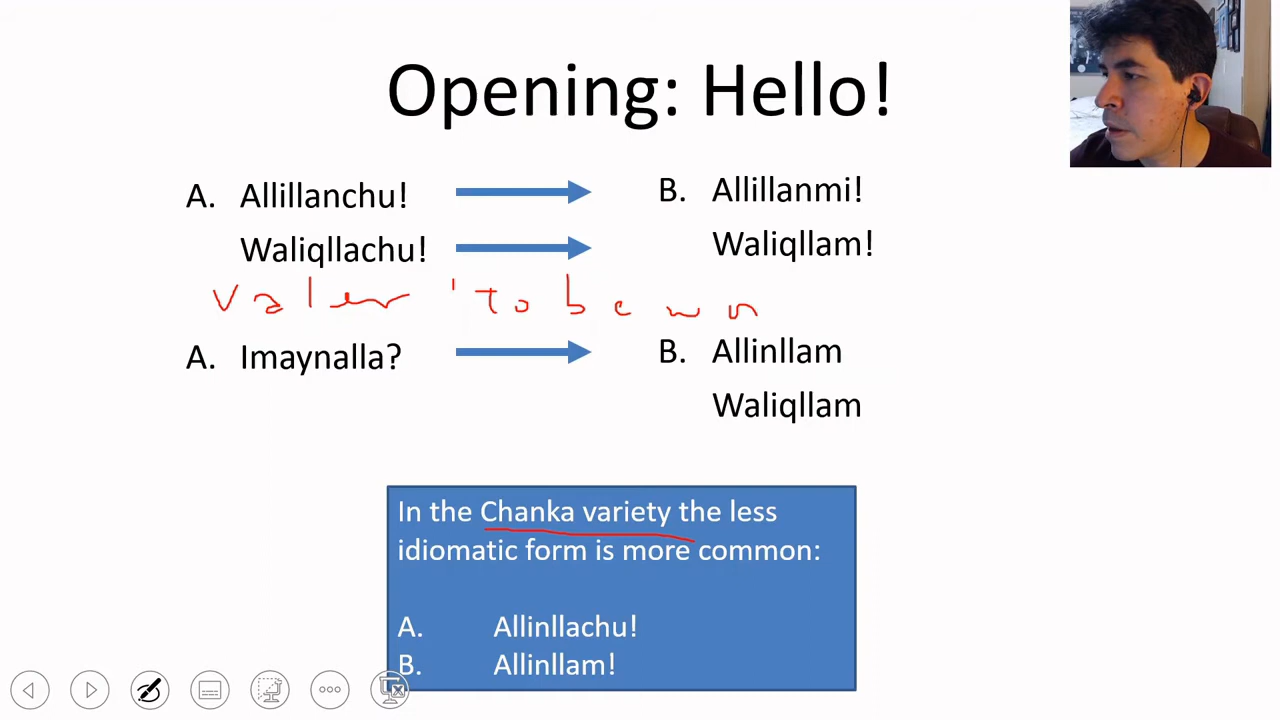 Opening: Hello!
A. Allillanchu! B. Allillanmi!
Waliqllachu! Waliqllam!
valer 'to be wo
A. Imaynalla? B. Allinllam
Waliqllam
In the Chanka variety the less
idiomatic form is more common:
A. Allinllachu!
B. Allinllam!